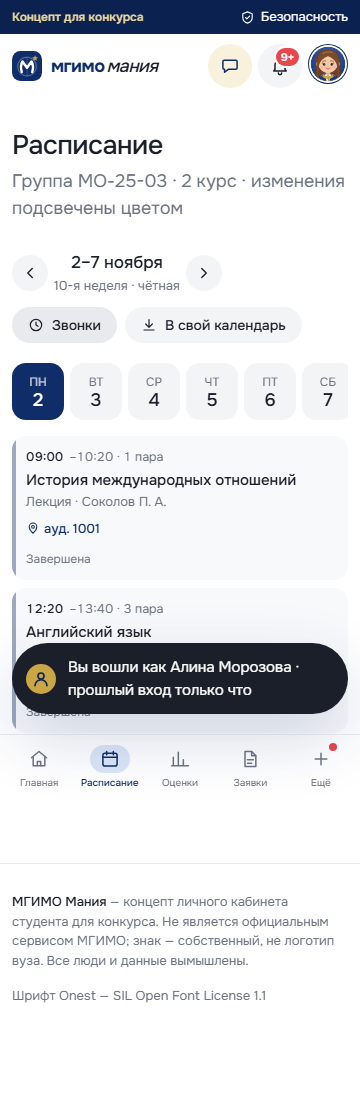 Концепт для конкурса
Безопасность
М мгимо мания
9+
Расписание
Группа МО-25-03 · 2 курс · изменения
подсвечены цветом
2–7 ноября
10-я неделя · чётная
Звонки
В свой календарь
ПН ВТ СР ЧТ ПТ СБ
2 3 4 5 6 7
09:00 –10:20 · 1 пара
История международных отношений
Лекция · Соколов П. А.
ауд. 1001
Завершена
12:20 –13:40 · 3 пара
Английский язык
Вы вошли как Алина Морозова ·
прошлый вход только что
Завершена
Главная Расписание Оценки Заявки Ещё
МГИМО Мания — концепт личного кабинета
студента для конкурса. Не является официальным
сервисом МГИМО; знак — собственный, не логотип
вуза. Все люди и данные вымышлены.
Шрифт Onest — SIL Open Font License 1.1